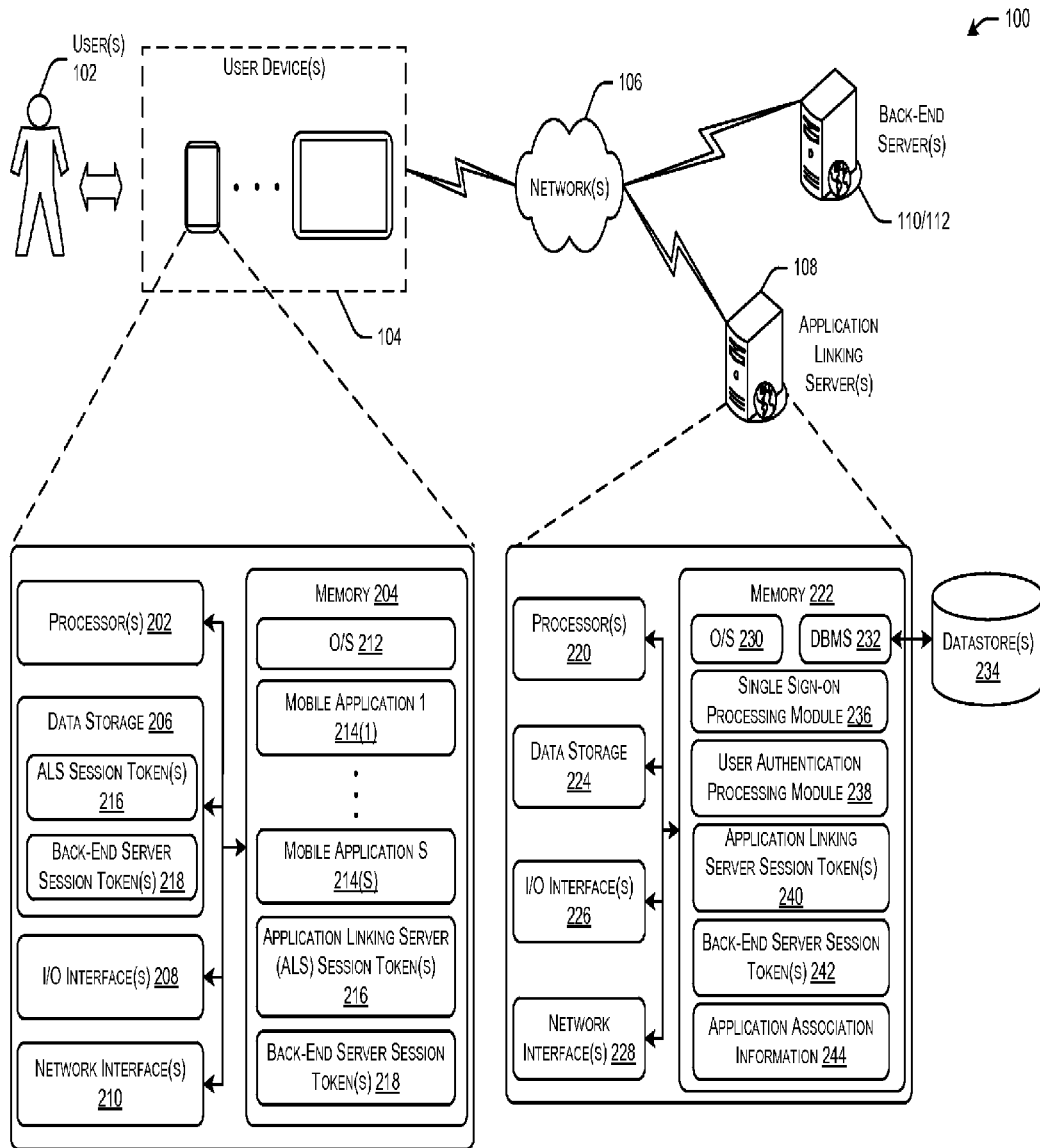 100
USER(S)
102
USER DEVICE(S)
104
106
NETWORK(S)
BACK-END
SERVER(S)
110/112
108
APPLICATION
LINKING
SERVER(S)
PROCESSOR(S) 202
DATA STORAGE 206
ALS SESSION TOKEN(S)
216
BACK-END SERVER
SESSION TOKEN(S) 218
I/O INTERFACE(S) 208
NETWORK INTERFACE(S)
210
MEMORY 204
O/S 212
MOBILE APPLICATION 1
214(1)
MOBILE APPLICATION S
214(S)
APPLICATION LINKING SERVER
(ALS) SESSION TOKEN(S)
216
BACK-END SERVER SESSION
TOKEN(S) 218
PROCESSOR(S)
220
DATA STORAGE
224
I/O INTERFACE(S)
226
NETWORK
INTERFACE(S) 228
MEMORY 222
O/S 230
DBMS 232
SINGLE SIGN-ON
PROCESSING MODULE 236
USER AUTHENTICATION
PROCESSING MODULE 238
APPLICATION LINKING
SERVER SESSION TOKEN(S)
240
BACK-END SERVER SESSION
TOKEN(S) 242
APPLICATION ASSOCIATION
INFORMATION 244
DATASTORE(S)
234